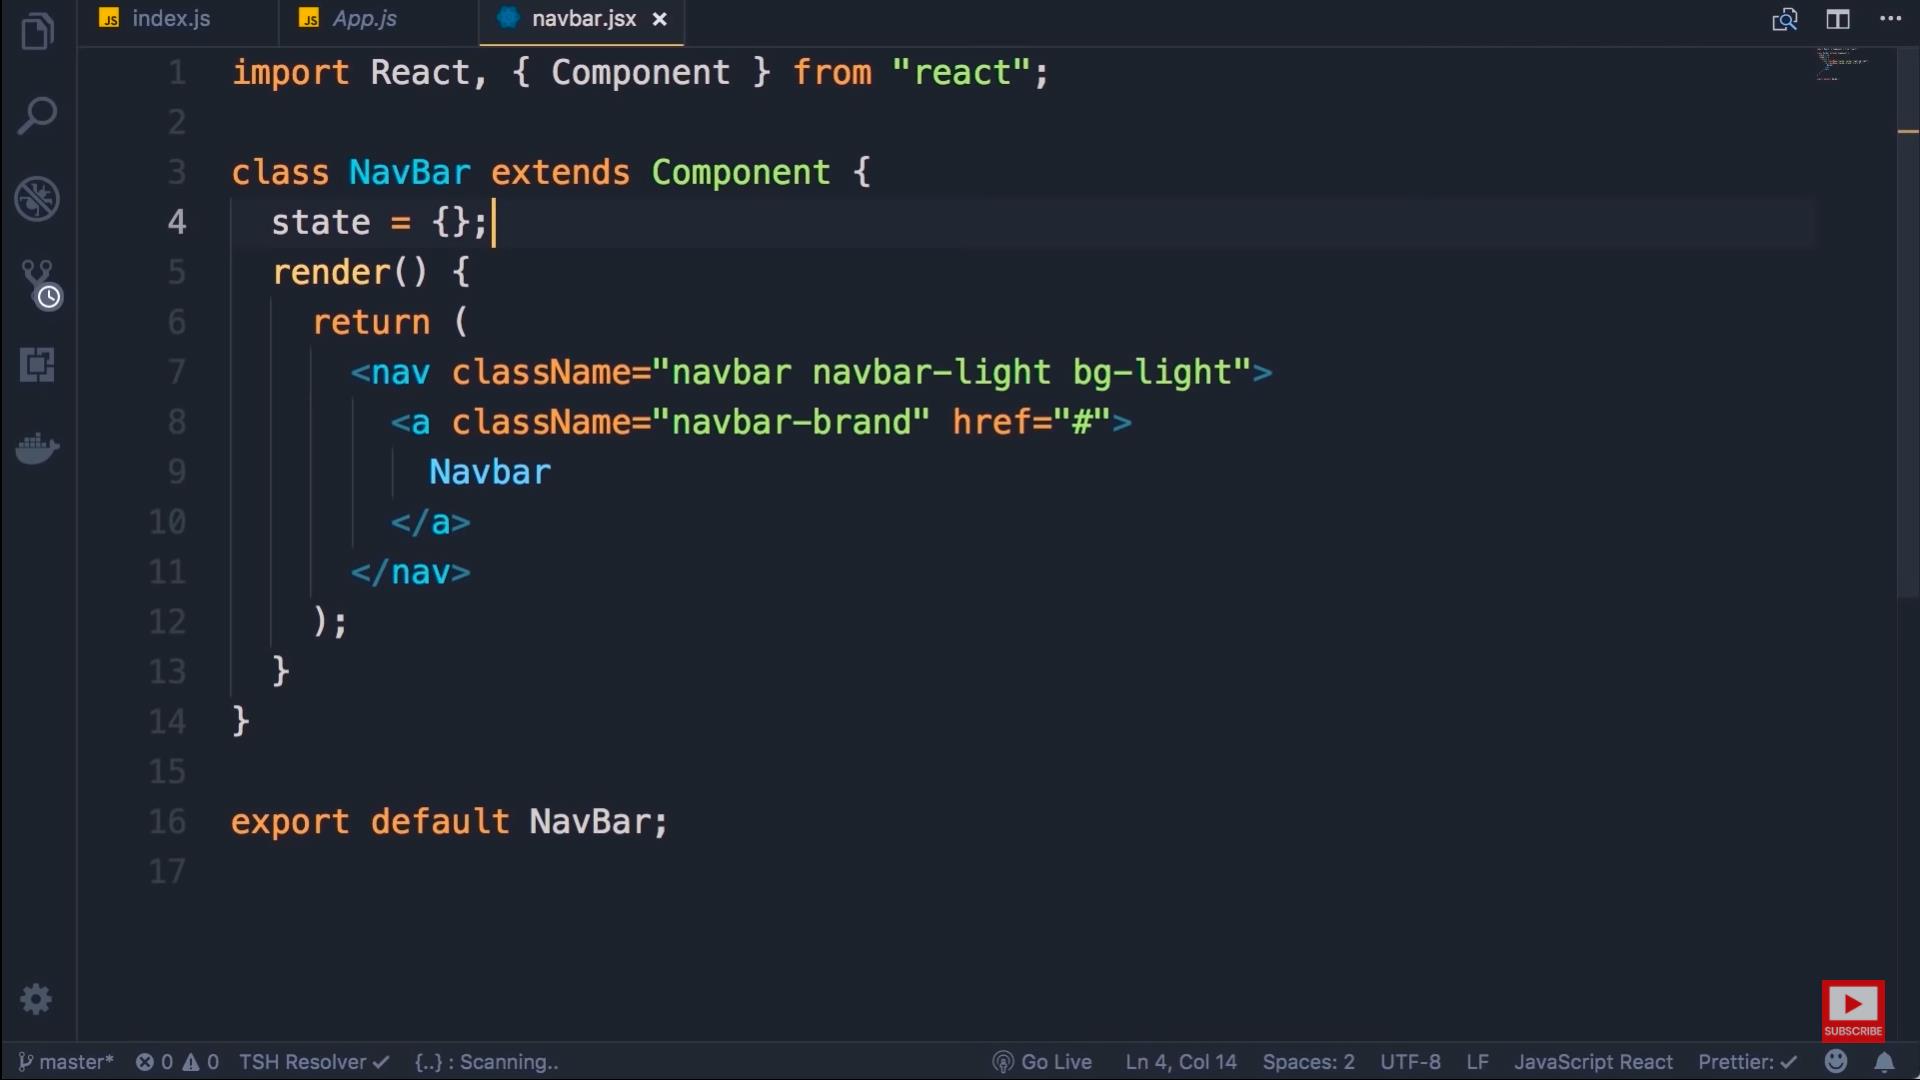 index.js App.js navbar.jsx ×
1 import React, { Component } from "react";
2
3 class NavBar extends Component {
4   state = {};
5   render() {
6     return (
7       <nav className="navbar navbar-light bg-light">
8         <a className="navbar-brand" href="#">
9           Navbar
10         </a>
11       </nav>
12     );
13   }
14 }
15
16 export default NavBar;
17
SUBSCRIBE
master* 0 0 TSH Resolver ✓ {..} : Scanning.. Go Live Ln 4, Col 14 Spaces: 2 UTF-8 LF JavaScript React Prettier: ✓